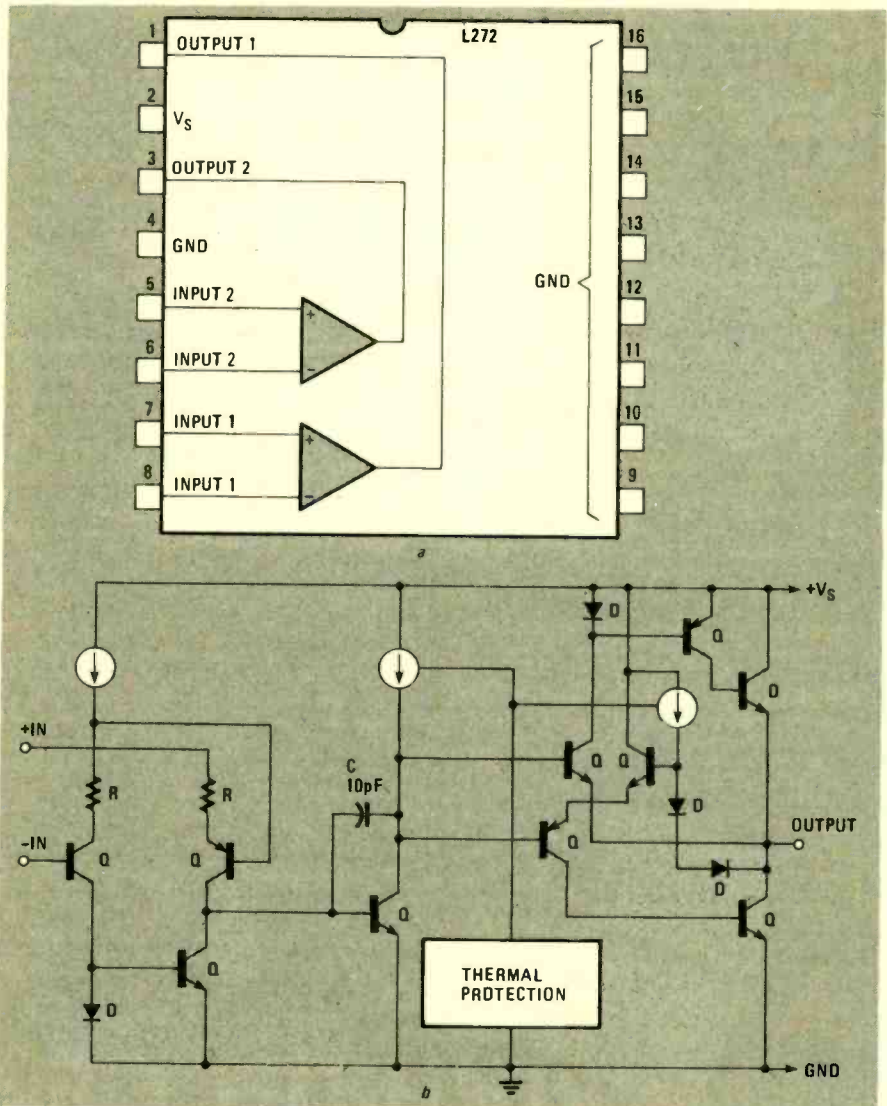 L272
1
OUTPUT 1
2
VS
3
OUTPUT 2
4
GND
5
INPUT 2
+
6
INPUT 2
−
7
INPUT 1
+
8
INPUT 1
−
16
15
14
13
GND
12
11
10
9
a
+VS
D
Q
D
+IN
C
10pF
R
R
Q
Q
D
OUTPUT
-IN
Q
Q
Q
D
Q
Q
Q
D
THERMAL
PROTECTION
GND
b